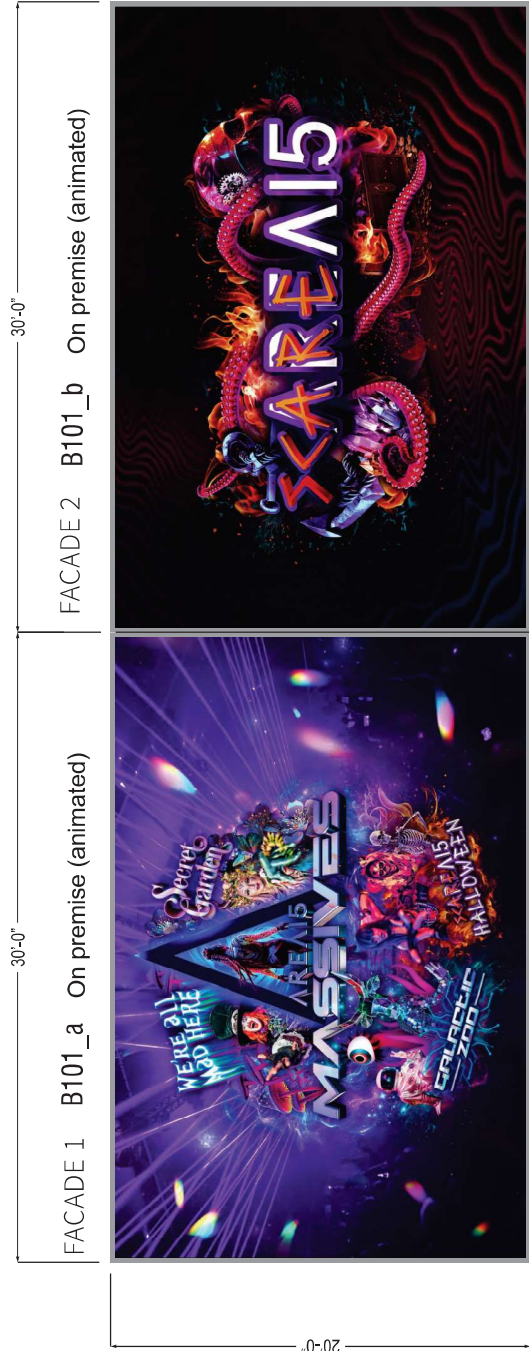 30'-0"
30'-0"
FACADE 1 B101_a On premise (animated)
FACADE 2 B101_b On premise (animated)
20'-0"
WE'RE all
MAD HERE
Secret
Garden
AREA15
MASSIVES
GALACTIC
ZOO
SCAREA15
HALLOWEEN
SCAREA15